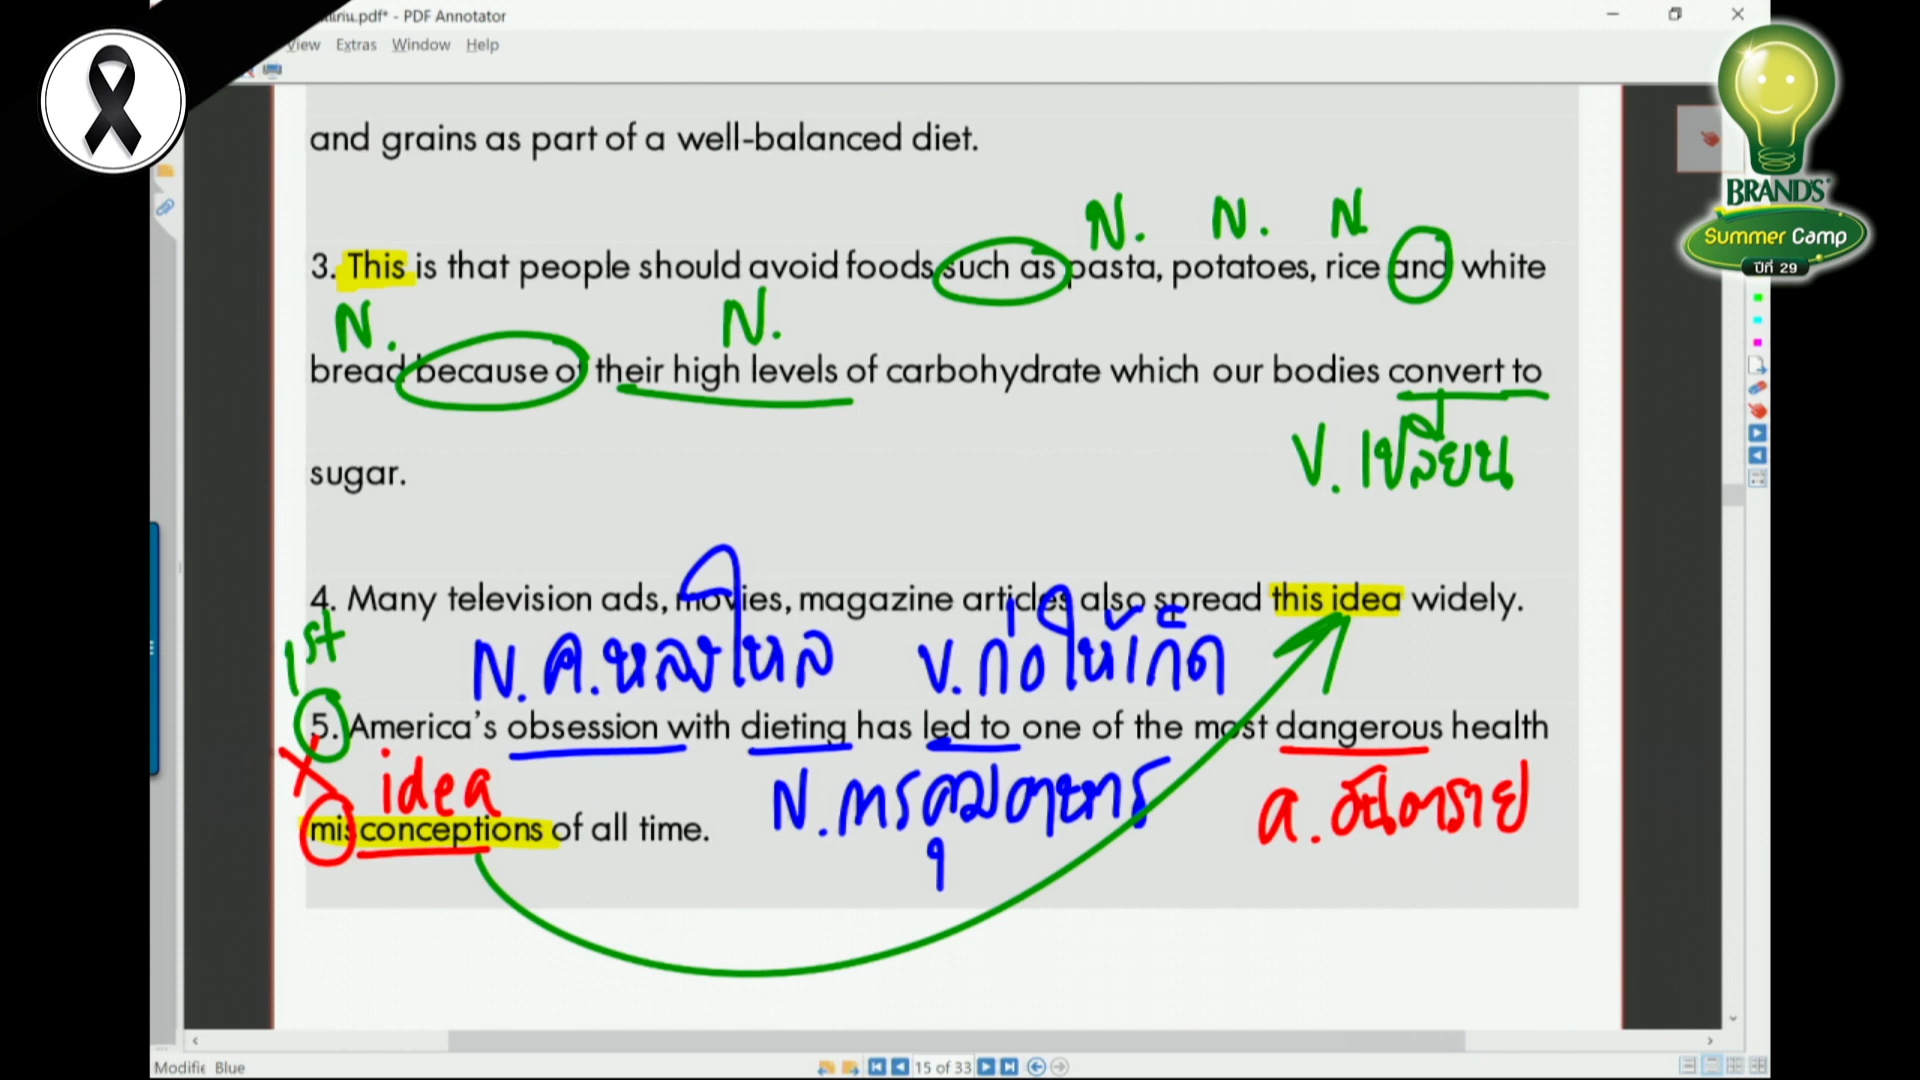 แกน.pdf* - PDF Annotator
View Extras Window Help
and grains as part of a well-balanced diet.
N. N. N
3. This is that people should avoid foods such as pasta, potatoes, rice and white
N. N.
bread because of their high levels of carbohydrate which our bodies convert to
V. เปลี่ยน
sugar.
4. Many television ads, movies, magazine articles also spread this idea widely.
1st
N. ค.หลงใหล V. ก่อให้เกิด
5. America's obsession with dieting has led to one of the most dangerous health
idea N. การคุมอาหาร a. อันตราย
misconceptions of all time.
BRAND'S
Summer Camp
ปีที่ 29
Modifie Blue
15 of 33